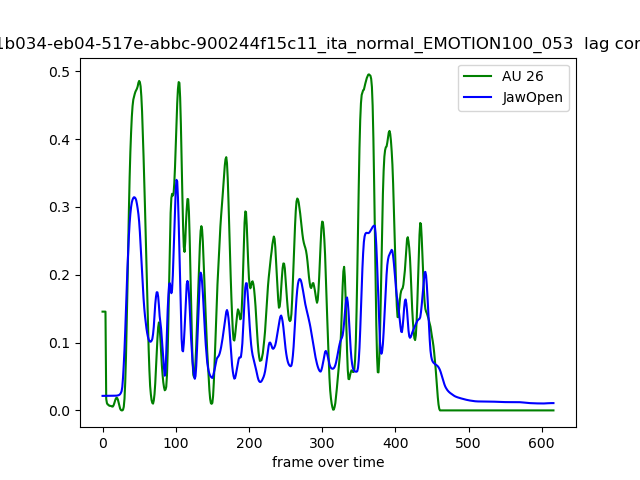 1b034-eb04-517e-abbc-900244f15c11_ita_normal_EMOTION100_053 lag cor
AU 26
JawOpen
0.5
0.4
0.3
0.2
0.1
0.0
0 100 200 300 400 500 600
frame over time